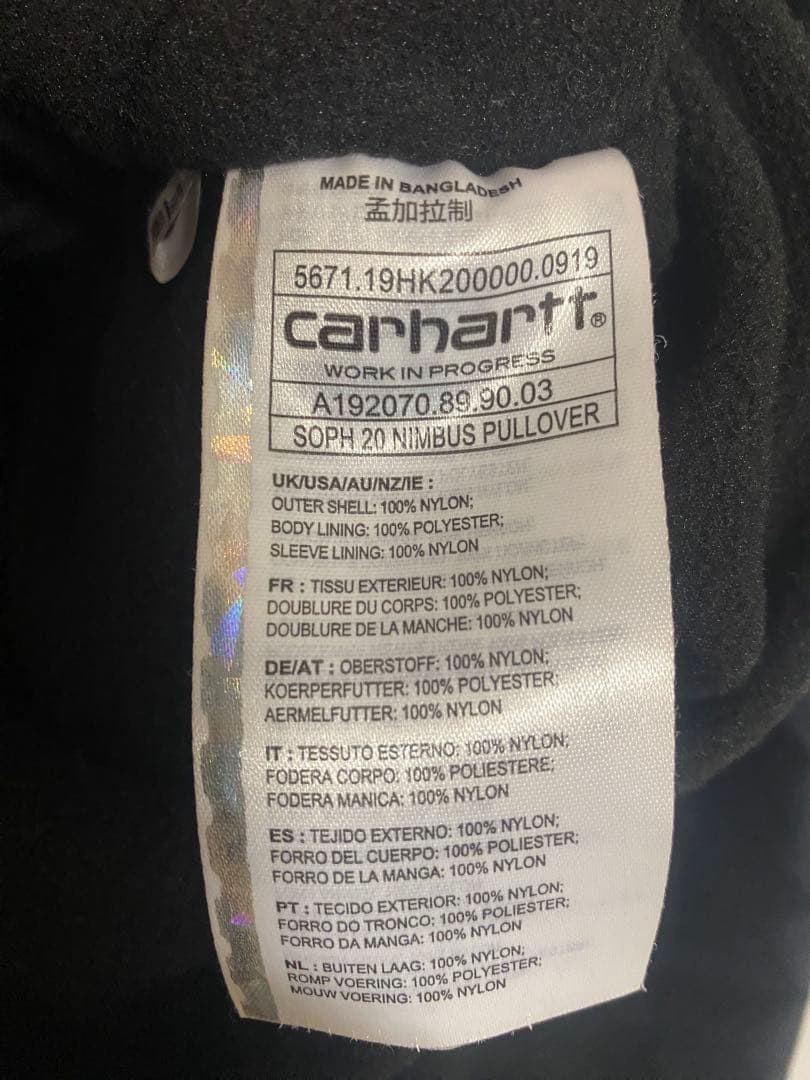 MADE IN BANGLADESH
孟加拉制
5671.19HK200000.0919
carhartt®
WORK IN PROGRESS
A192070.89.90.03
SOPH 20 NIMBUS PULLOVER
UK/USA/AU/NZ/IE :
OUTER SHELL: 100% NYLON;
BODY LINING: 100% POLYESTER;
SLEEVE LINING: 100% NYLON
FR : TISSU EXTERIEUR: 100% NYLON;
DOUBLURE DU CORPS: 100% POLYESTER;
DOUBLURE DE LA MANCHE: 100% NYLON
DE/AT : OBERSTOFF: 100% NYLON;
KOERPERFUTTER: 100% POLYESTER;
AERMELFUTTER: 100% NYLON
IT : TESSUTO ESTERNO: 100% NYLON;
FODERA CORPO: 100% POLIESTERE;
FODERA MANICA: 100% NYLON
ES : TEJIDO EXTERNO: 100% NYLON;
FORRO DEL CUERPO: 100% POLIESTER;
FORRO DE LA MANGA: 100% NYLON
PT : TECIDO EXTERIOR: 100% NYLON;
FORRO DO TRONCO: 100% POLIESTER;
FORRO DA MANGA: 100% NYLON
NL : BUITEN LAAG: 100% NYLON;
ROMP VOERING: 100% POLYESTER;
MOUW VOERING: 100% NYLON